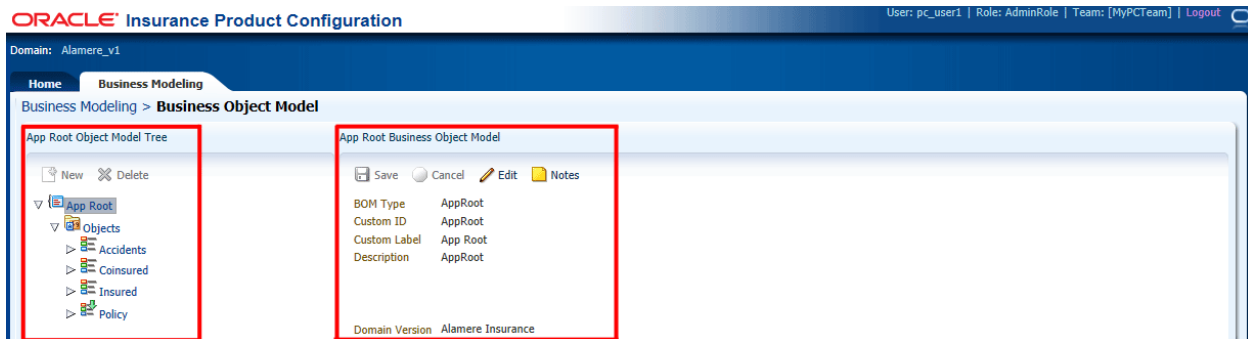 ORACLE Insurance Product Configuration
User: pc_user1 | Role: AdminRole | Team: [MyPCTeam] | Logout
Domain: Alamere_v1
Home Business Modeling
Business Modeling > Business Object Model
App Root Object Model Tree
New Delete
App Root
Objects
Accidents
Coinsured
Insured
Policy
App Root Business Object Model
Save Cancel Edit Notes
BOM Type AppRoot
Custom ID AppRoot
Custom Label App Root
Description AppRoot
Domain Version Alamere Insurance